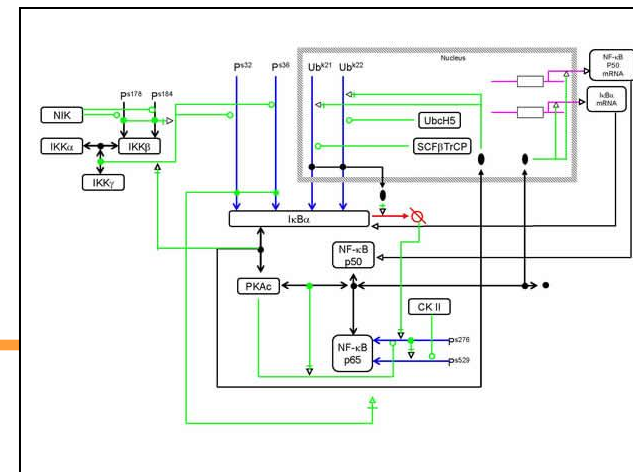 Nucleus
Ps32
Ps36
Ubk21
Ubk22
NF-κB
P50
mRNA
IκBα
mRNA
Ps178
Ps184
NIK
UbcH5
IKKα
IKKβ
SCFβTrCP
IKKγ
IκBα
NF-κB
p50
PKAc
CK II
NF-κB
p65
Ps276
Ps529